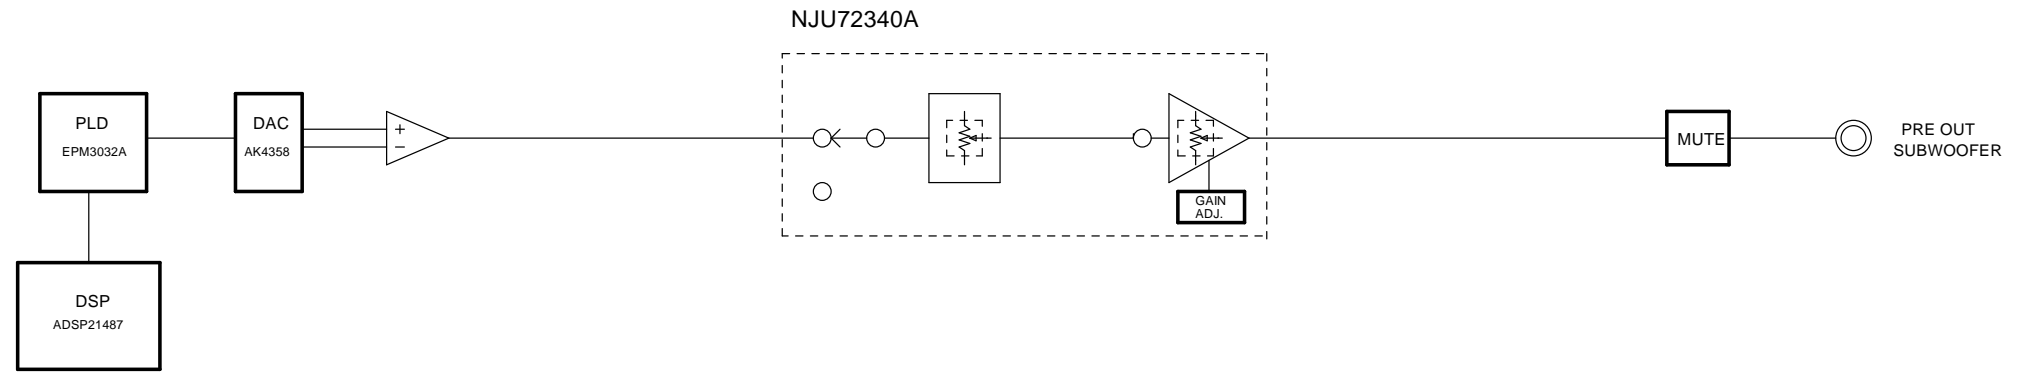 NJU72340A
PLD
EPM3032A
DAC
AK4358
+
−
MUTE
PRE OUT
SUBWOOFER
GAIN
ADJ.
DSP
ADSP21487